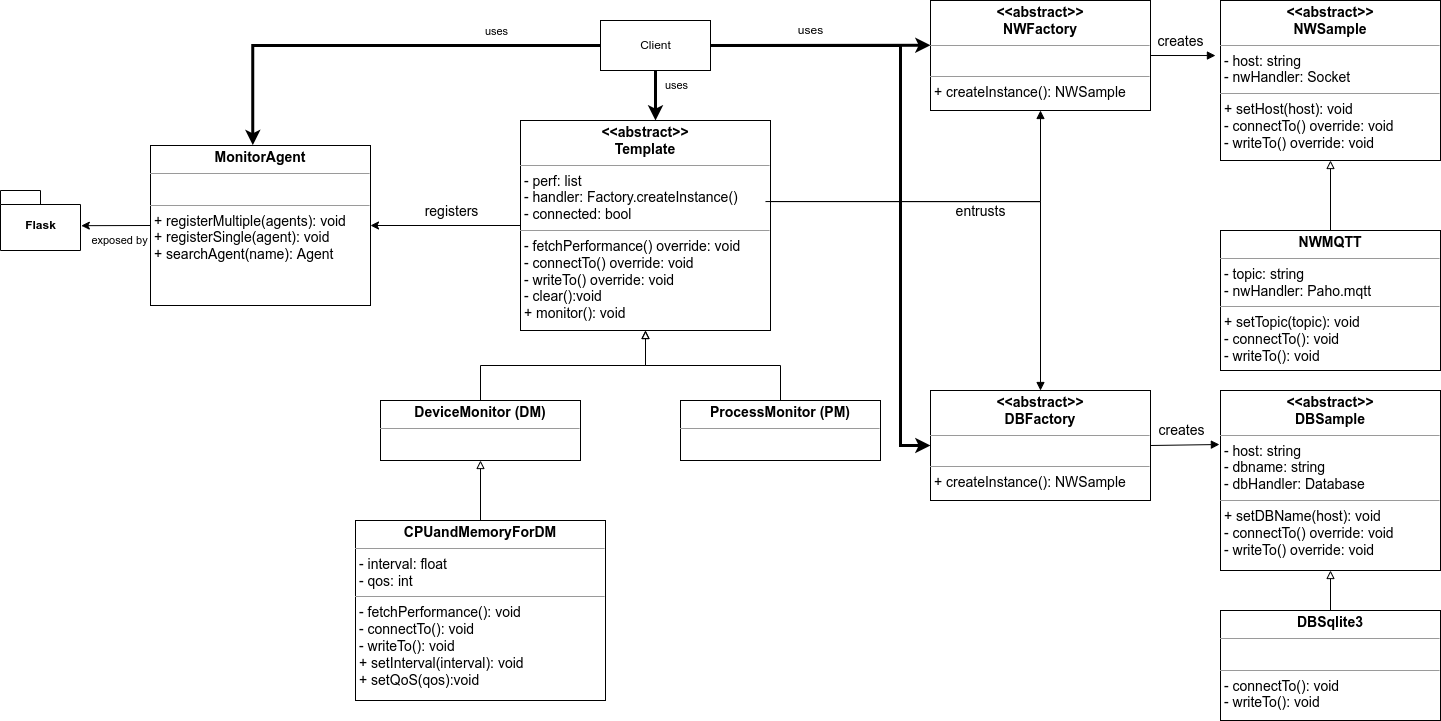 uses
Client
uses
uses
<<abstract>>
NWFactory
+ createInstance(): NWSample
creates
<<abstract>>
NWSample
- host: string
- nwHandler: Socket
+ setHost(host): void
- connectTo() override: void
- writeTo() override: void
MonitorAgent
+ registerMultiple(agents): void
+ registerSingle(agent): void
+ searchAgent(name): Agent
Flask
exposed by
registers
<<abstract>>
Template
- perf: list
- handler: Factory.createInstance()
- connected: bool
- fetchPerformance() override: void
- connectTo() override: void
- writeTo() override: void
- clear():void
+ monitor(): void
entrusts
NWMQTT
- topic: string
- nwHandler: Paho.mqtt
+ setTopic(topic): void
- connectTo(): void
- writeTo(): void
DeviceMonitor (DM)
ProcessMonitor (PM)
<<abstract>>
DBFactory
+ createInstance(): NWSample
creates
<<abstract>>
DBSample
- host: string
- dbname: string
- dbHandler: Database
+ setDBName(host): void
- connectTo() override: void
- writeTo() override: void
CPUandMemoryForDM
- interval: float
- qos: int
- fetchPerformance(): void
- connectTo(): void
- writeTo(): void
+ setInterval(interval): void
+ setQoS(qos):void
DBSqlite3
- connectTo(): void
- writeTo(): void